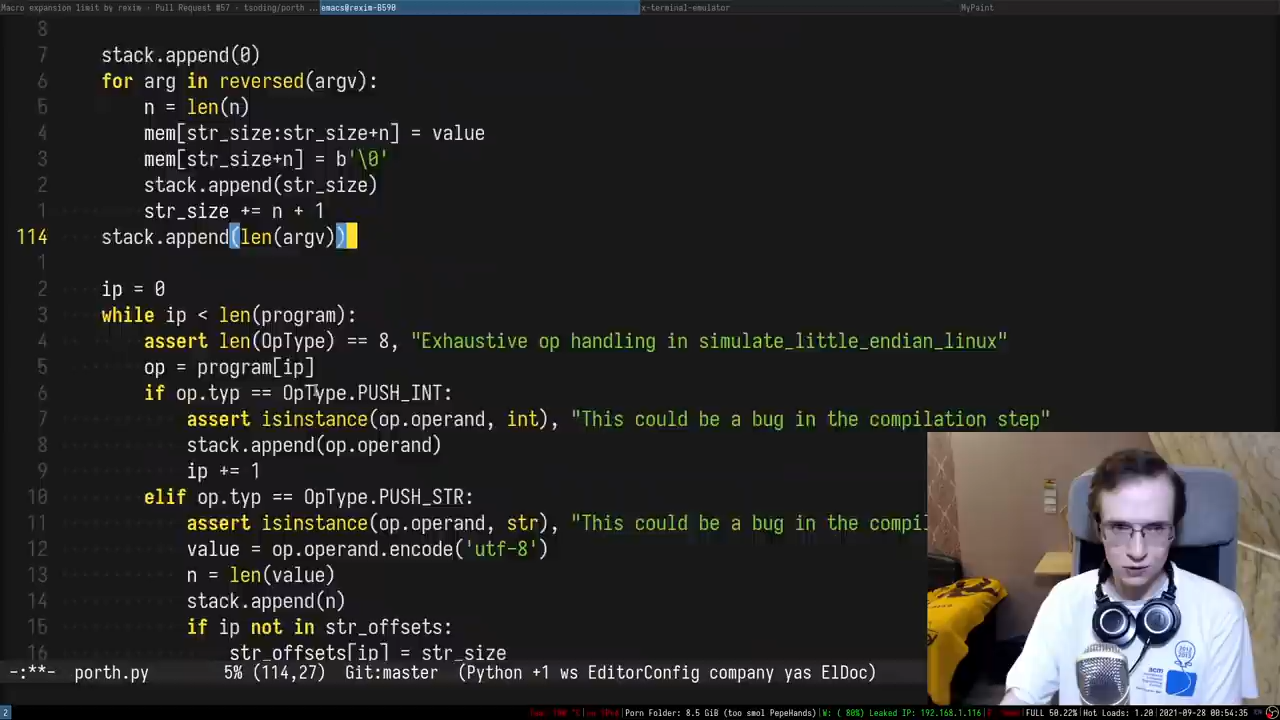 Macro expansion limit by rexim · Pull Request #57 · tsoding/porth ... emacs@rexim-B590 x-terminal-emulator MyPaint
8
7 stack.append(0)
6 for arg in reversed(argv):
5 n = len(n)
4 mem[str_size:str_size+n] = value
3 mem[str_size+n] = b'\0'
2 stack.append(str_size)
1 str_size += n + 1
114 stack.append(len(argv))
1
2 ip = 0
3 while ip < len(program):
4 assert len(OpType) == 8, "Exhaustive op handling in simulate_little_endian_linux"
5 op = program[ip]
6 if op.typ == OpType.PUSH_INT:
7 assert isinstance(op.operand, int), "This could be a bug in the compilation step"
8 stack.append(op.operand)
9 ip += 1
10 elif op.typ == OpType.PUSH_STR:
11 assert isinstance(op.operand, str), "This could be a bug in the compil
12 value = op.operand.encode('utf-8')
13 n = len(value)
14 stack.append(n)
15 if ip not in str_offsets:
16 str_offsets[ip] = str_size
-:**- porth.py 5% (114,27) Git:master (Python +1 ws EditorConfig company yas ElDoc)
2 Porn Folder: 8.5 GiB (too smol PepeHands) W: ( 80%) Leaked IP: 192.168.1.116 FULL 50.22% Hot Loads: 1.20 2021-09-28 00:54:35